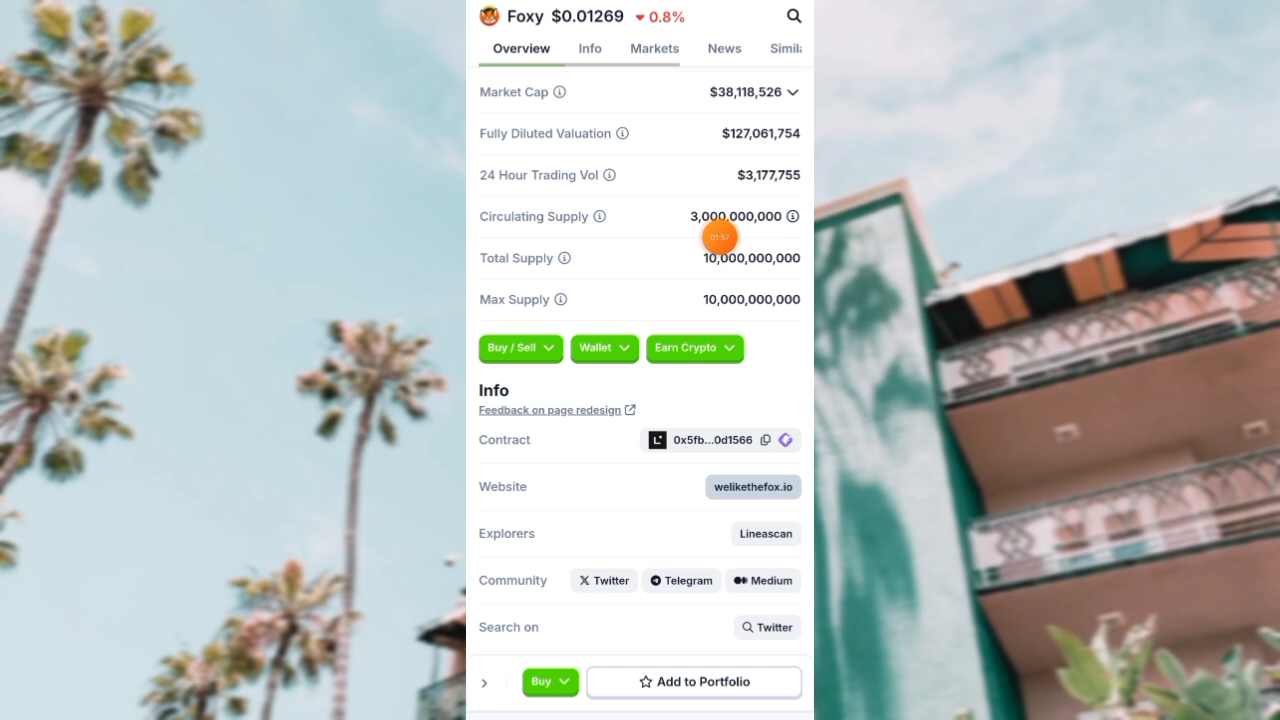 Foxy $0.01269 0.8%
Overview Info Markets News Simila
Market Cap $38,118,526
Fully Diluted Valuation $127,061,754
24 Hour Trading Vol $3,177,755
Circulating Supply 3,000,000,000
01:57
Total Supply 10,000,000,000
Max Supply 10,000,000,000
Buy / Sell Wallet Earn Crypto
Info
Feedback on page redesign
Contract 0x5fb...0d1566
Website welikethefox.io
Explorers Lineascan
Community Twitter Telegram Medium
Search on Twitter
Buy Add to Portfolio